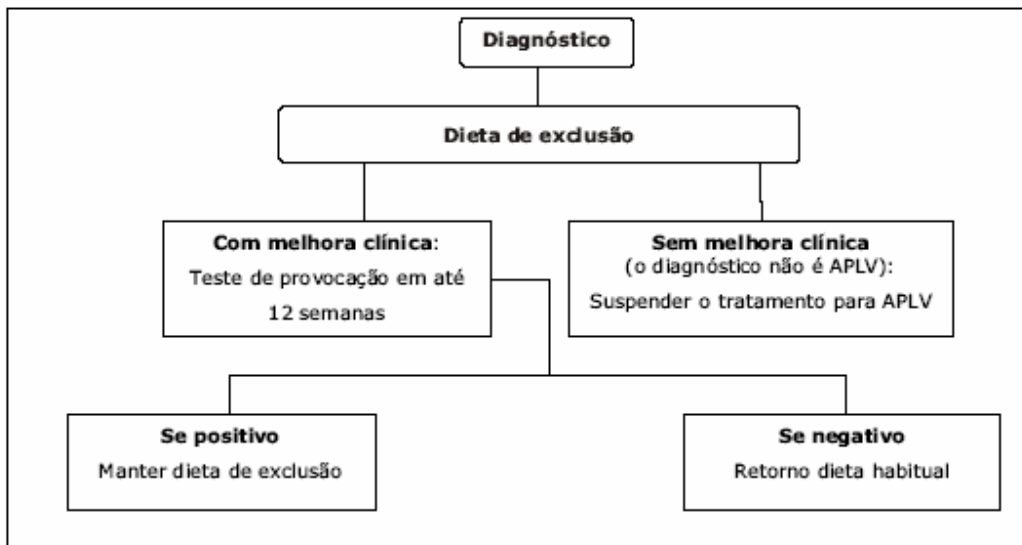 Diagnóstico
Dieta de exclusão
Com melhora clínica:
Teste de provocação em até
12 semanas
Sem melhora clínica
(o diagnóstico não é APLV):
Suspender o tratamento para APLV
Se positivo
Manter dieta de exclusão
Se negativo
Retorno dieta habitual